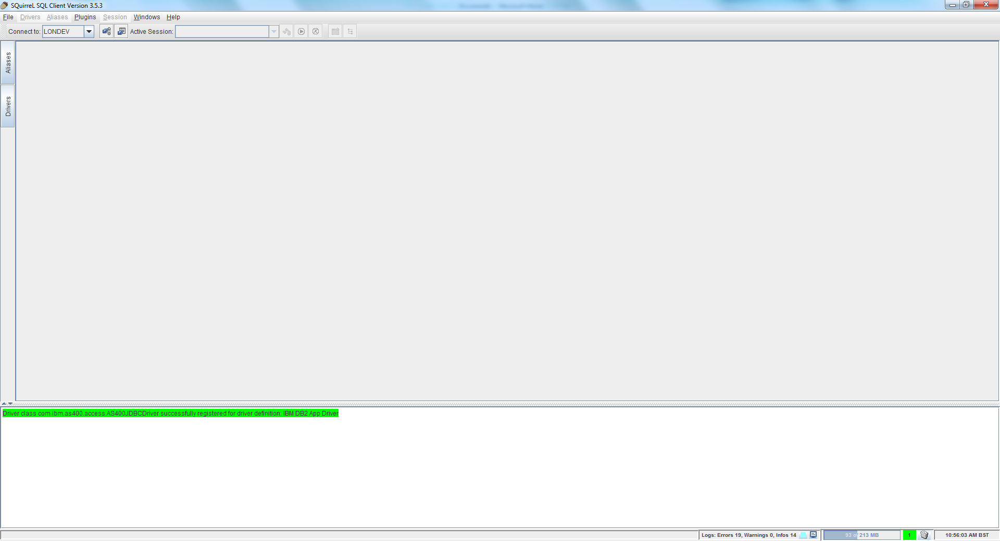 SQuirreL SQL Client Version 3.5.3
File Drivers Aliases Plugins Session Windows Help
Connect to: LONDEV Active Session:
Aliases
Drivers
Driver class com.ibm.as400.access.AS400JDBCDriver successfully registered for driver definition: IBM DB2 App Driver
Logs: Errors 19, Warnings 0, Infos 14 93 of 213 MB 1 10:56:03 AM BST